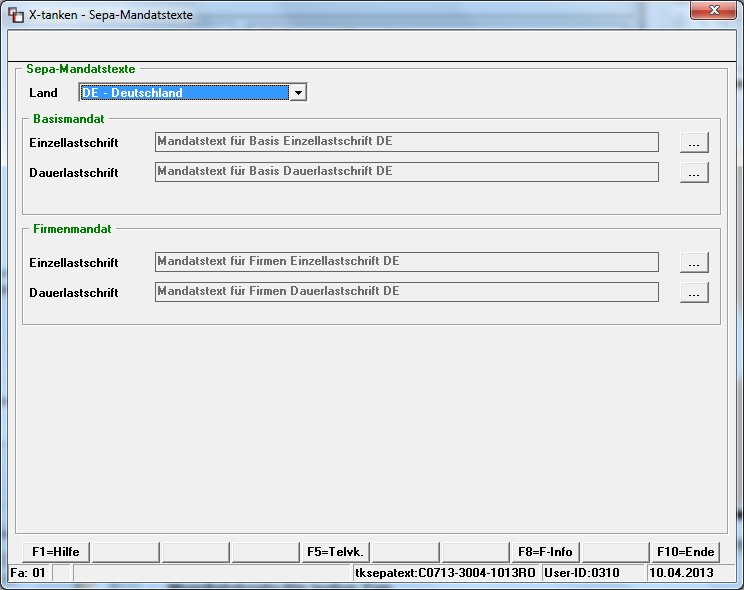 X-tanken - Sepa-Mandatstexte
Sepa-Mandatstexte
Land DE - Deutschland
Basismandat
Einzellastschrift Mandatstext für Basis Einzellastschrift DE ...
Dauerlastschrift Mandatstext für Basis Dauerlastschrift DE ...
Firmenmandat
Einzellastschrift Mandatstext für Firmen Einzellastschrift DE ...
Dauerlastschrift Mandatstext für Firmen Dauerlastschrift DE ...
F1=Hilfe F5=Telvk. F8=F-Info F10=Ende
Fa: 01 tksepatext:C0713-3004-1013RO User-ID:0310 10.04.2013